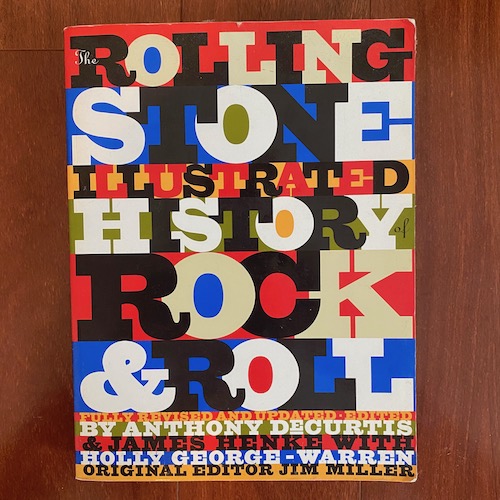 The ROLLING
STONE
ILLUSTRATED
HISTORY of
ROCK
& ROLL
FULLY REVISED AND UPDATED · EDITED
BY ANTHONY DECURTIS
& JAMES HENKE WITH
HOLLY GEORGE-WARREN
ORIGINAL EDITOR JIM MILLER